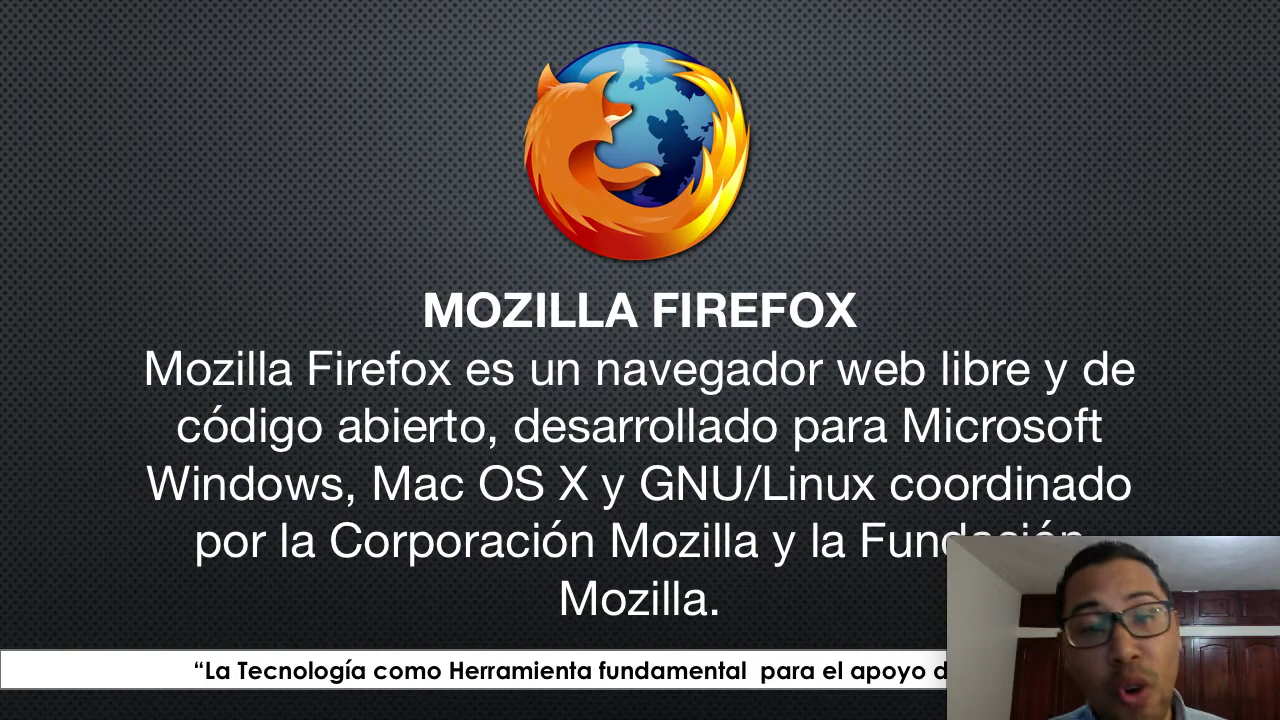 MOZILLA FIREFOX
Mozilla Firefox es un navegador web libre y de
código abierto, desarrollado para Microsoft
Windows, Mac OS X y GNU/Linux coordinado
por la Corporación Mozilla y la Fundación
Mozilla.
“La Tecnología como Herramienta fundamental para el apoyo